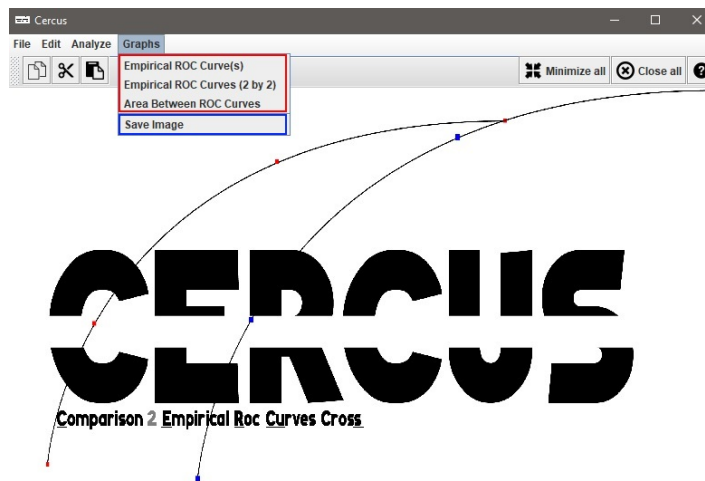 Cercus
File Edit Analyze Graphs
Empirical ROC Curve(s)
Empirical ROC Curves (2 by 2)
Area Between ROC Curves
Save Image
Minimize all Close all ?
CERCUS
Comparison 2 Empirical Roc Curves Cross